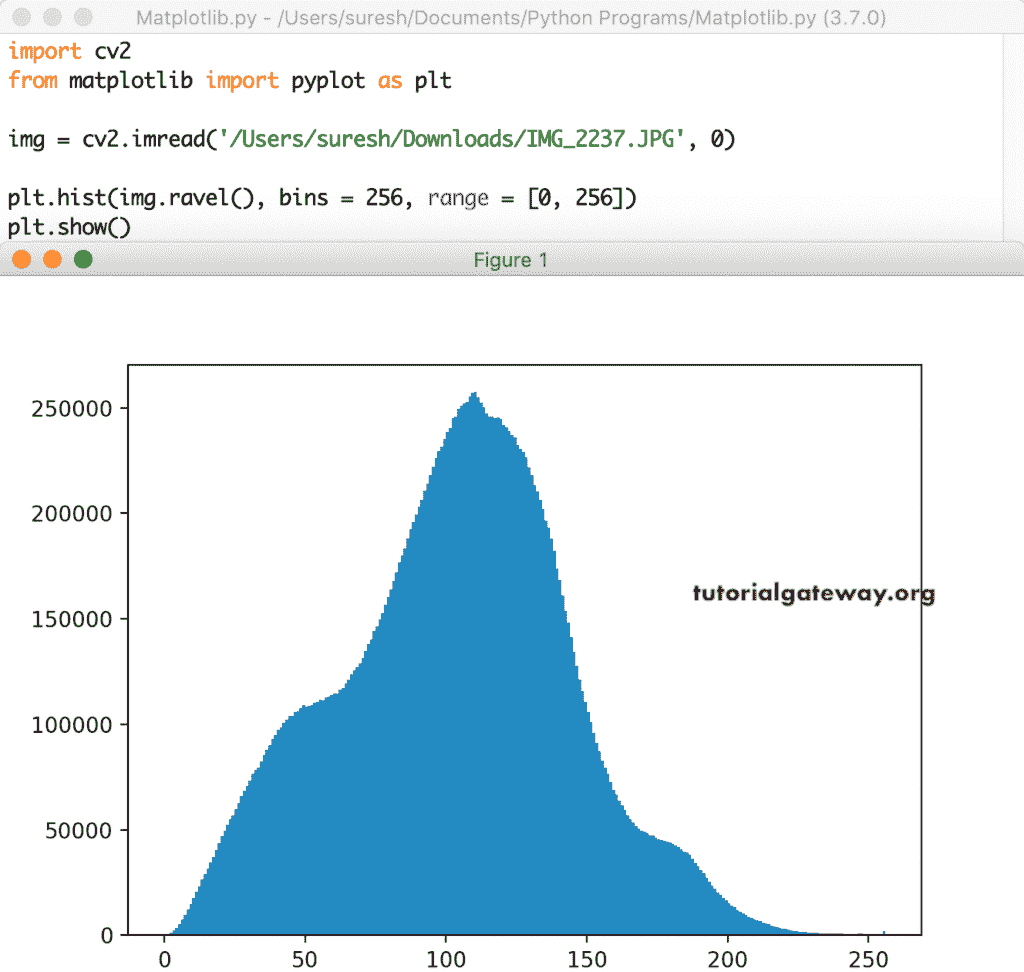 Matplotlib.py - /Users/suresh/Documents/Python Programs/Matplotlib.py (3.7.0)
import cv2
from matplotlib import pyplot as plt
img = cv2.imread('/Users/suresh/Downloads/IMG_2237.JPG', 0)
plt.hist(img.ravel(), bins = 256, range = [0, 256])
plt.show()
Figure 1
250000
200000
tutorialgateway.org
150000
100000
50000
0
0 50 100 150 200 250